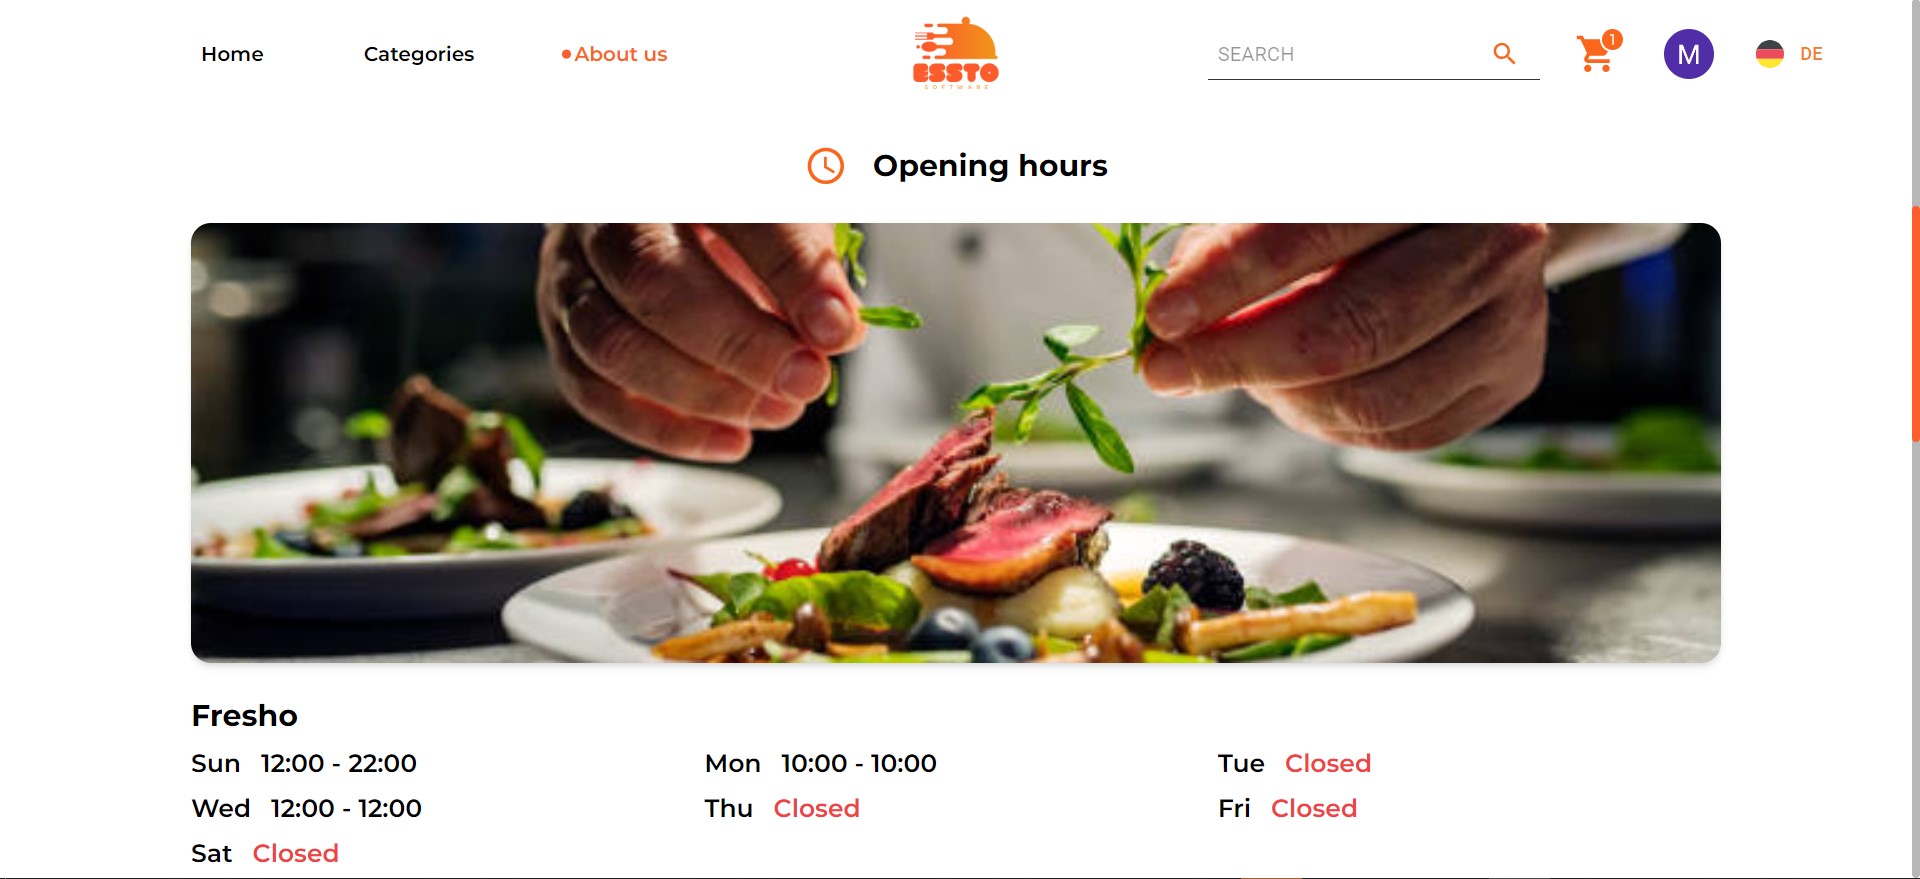 Home Categories About us ESSTO SEARCH 1 M DE
SOFTWARE
Opening hours
Fresho
Sun 12:00 - 22:00 Mon 10:00 - 10:00 Tue Closed
Wed 12:00 - 12:00 Thu Closed Fri Closed
Sat Closed